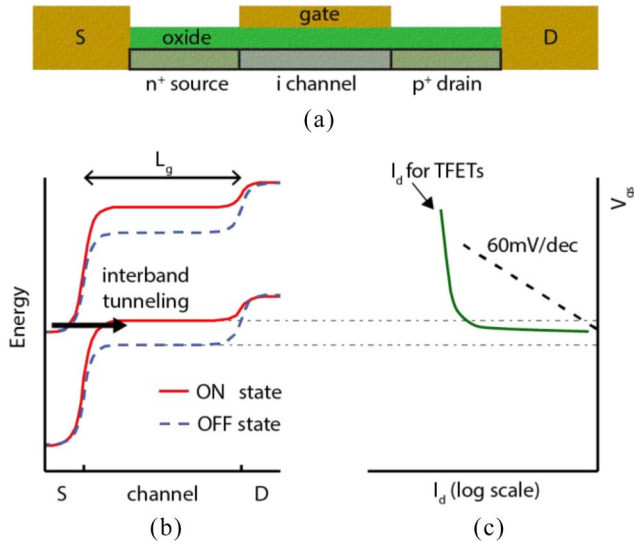 S
gate
D
oxide
n⁺ source
i channel
p⁺ drain
(a)
L_g
I_d for TFETs
V_gs
60mV/dec
interband
tunneling
Energy
ON state
OFF state
S
channel
D
I_d (log scale)
(b)
(c)